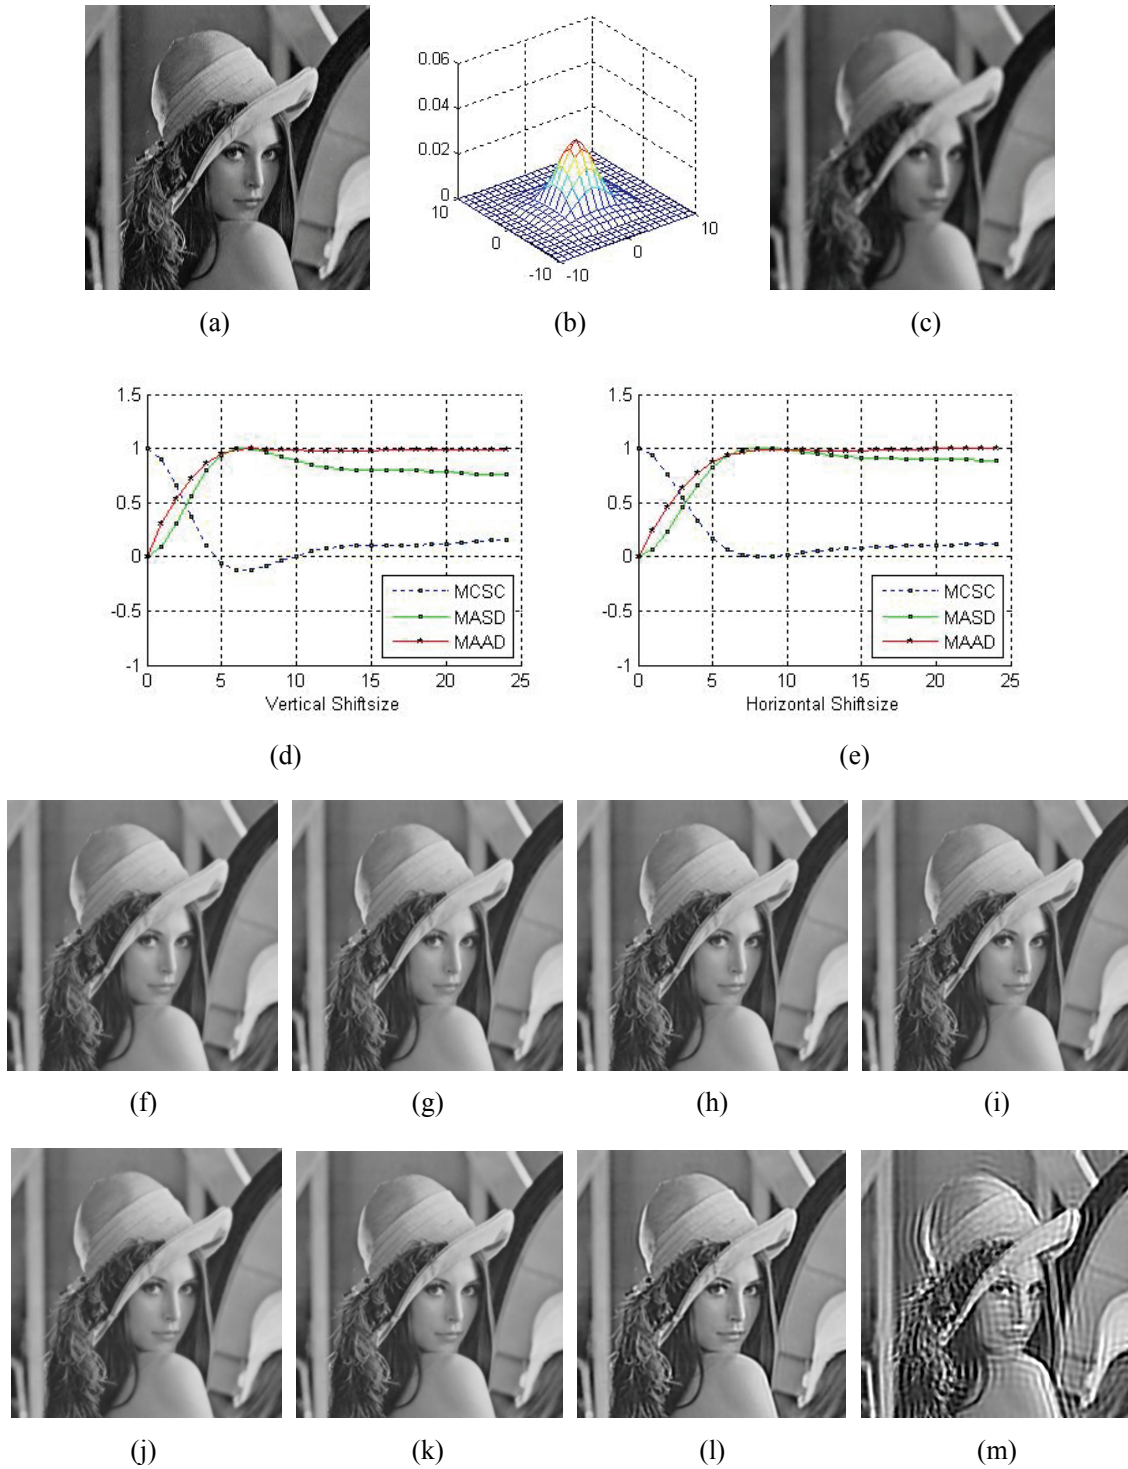 0.06
0.04
0.02
0
10
0
-10
-10
0
10
(a)
(b)
(c)
1.5
1
0.5
0
-0.5
-1
0
5
10
15
20
25
MCSC
MASD
MAAD
Vertical Shiftsize
1.5
1
0.5
0
-0.5
-1
0
5
10
15
20
25
MCSC
MASD
MAAD
Horizontal Shiftsize
(d)
(e)
(f)
(g)
(h)
(i)
(j)
(k)
(l)
(m)